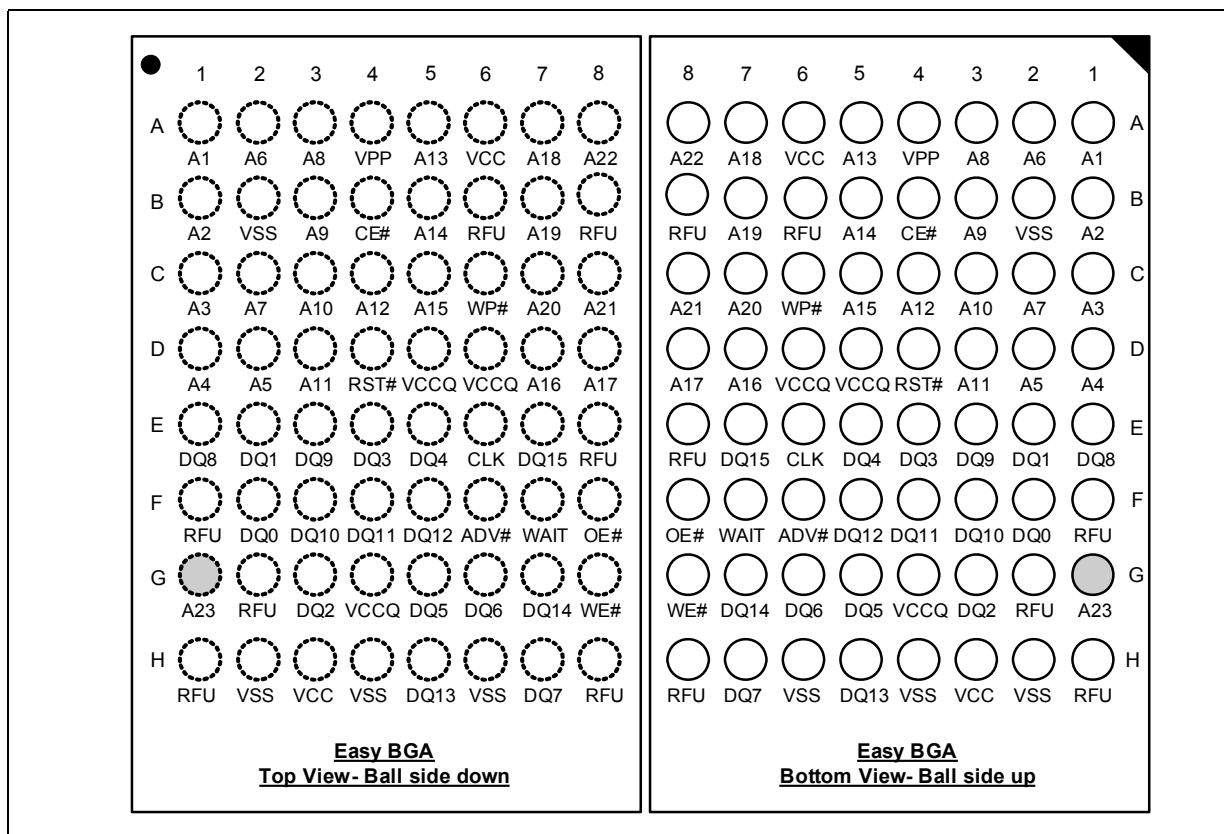 1 2 3 4 5 6 7 8
A
A1 A6 A8 VPP A13 VCC A18 A22
B
A2 VSS A9 CE# A14 RFU A19 RFU
C
A3 A7 A10 A12 A15 WP# A20 A21
D
A4 A5 A11 RST# VCCQ VCCQ A16 A17
E
DQ8 DQ1 DQ9 DQ3 DQ4 CLK DQ15 RFU
F
RFU DQ0 DQ10 DQ11 DQ12 ADV# WAIT OE#
G
A23 RFU DQ2 VCCQ DQ5 DQ6 DQ14 WE#
H
RFU VSS VCC VSS DQ13 VSS DQ7 RFU
Easy BGA
Top View- Ball side down
8 7 6 5 4 3 2 1
A
A22 A18 VCC A13 VPP A8 A6 A1
B
RFU A19 RFU A14 CE# A9 VSS A2
C
A21 A20 WP# A15 A12 A10 A7 A3
D
A17 A16 VCCQ VCCQ RST# A11 A5 A4
E
RFU DQ15 CLK DQ4 DQ3 DQ9 DQ1 DQ8
F
OE# WAIT ADV# DQ12 DQ11 DQ10 DQ0 RFU
G
WE# DQ14 DQ6 DQ5 VCCQ DQ2 RFU A23
H
RFU DQ7 VSS DQ13 VSS VCC VSS RFU
Easy BGA
Bottom View- Ball side up